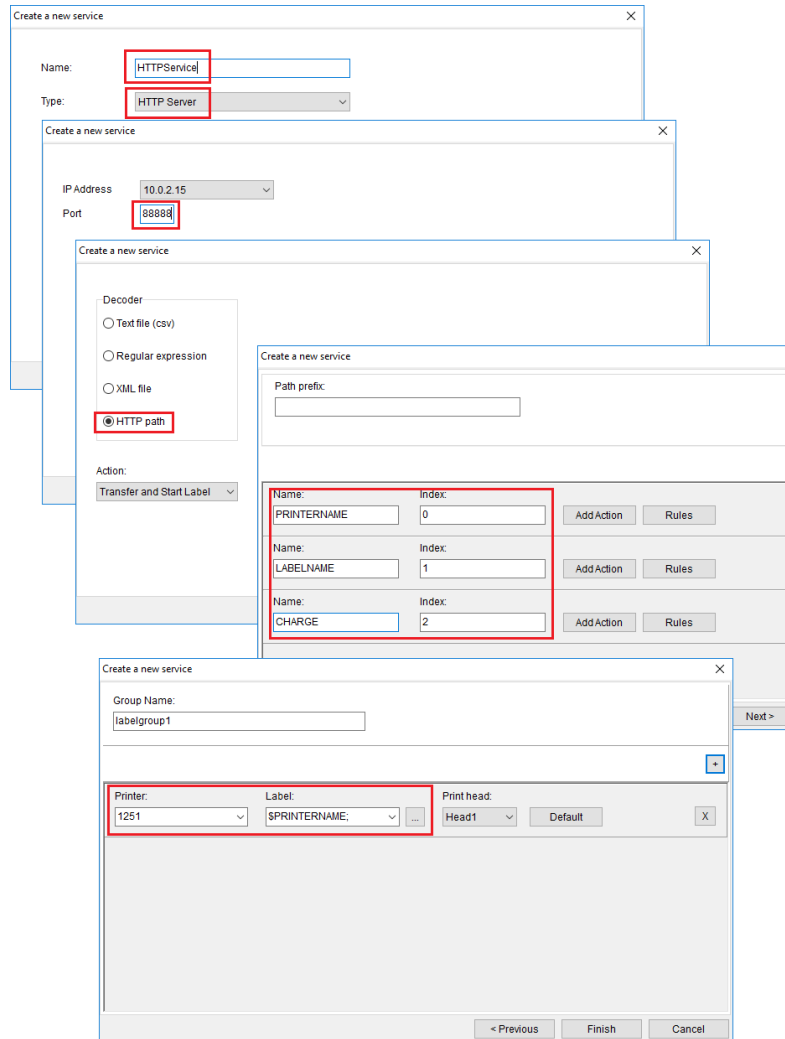 Create a new service
Name: HTTPService
Type: HTTP Server
Create a new service
IP Address 10.0.2.15
Port 88888
Create a new service
Decoder
Text file (csv)
Regular expression
XML file
HTTP path
Action:
Transfer and Start Label
Create a new service
Path prefix:
Name: Index:
PRINTERNAME 0 Add Action Rules
Name: Index:
LABELNAME 1 Add Action Rules
Name: Index:
CHARGE 2 Add Action Rules
Next >
Create a new service
Group Name:
labelgroup1
+
Printer: Label: Print head:
1251 $PRINTERNAME; ... Head1 Default X
< Previous Finish Cancel